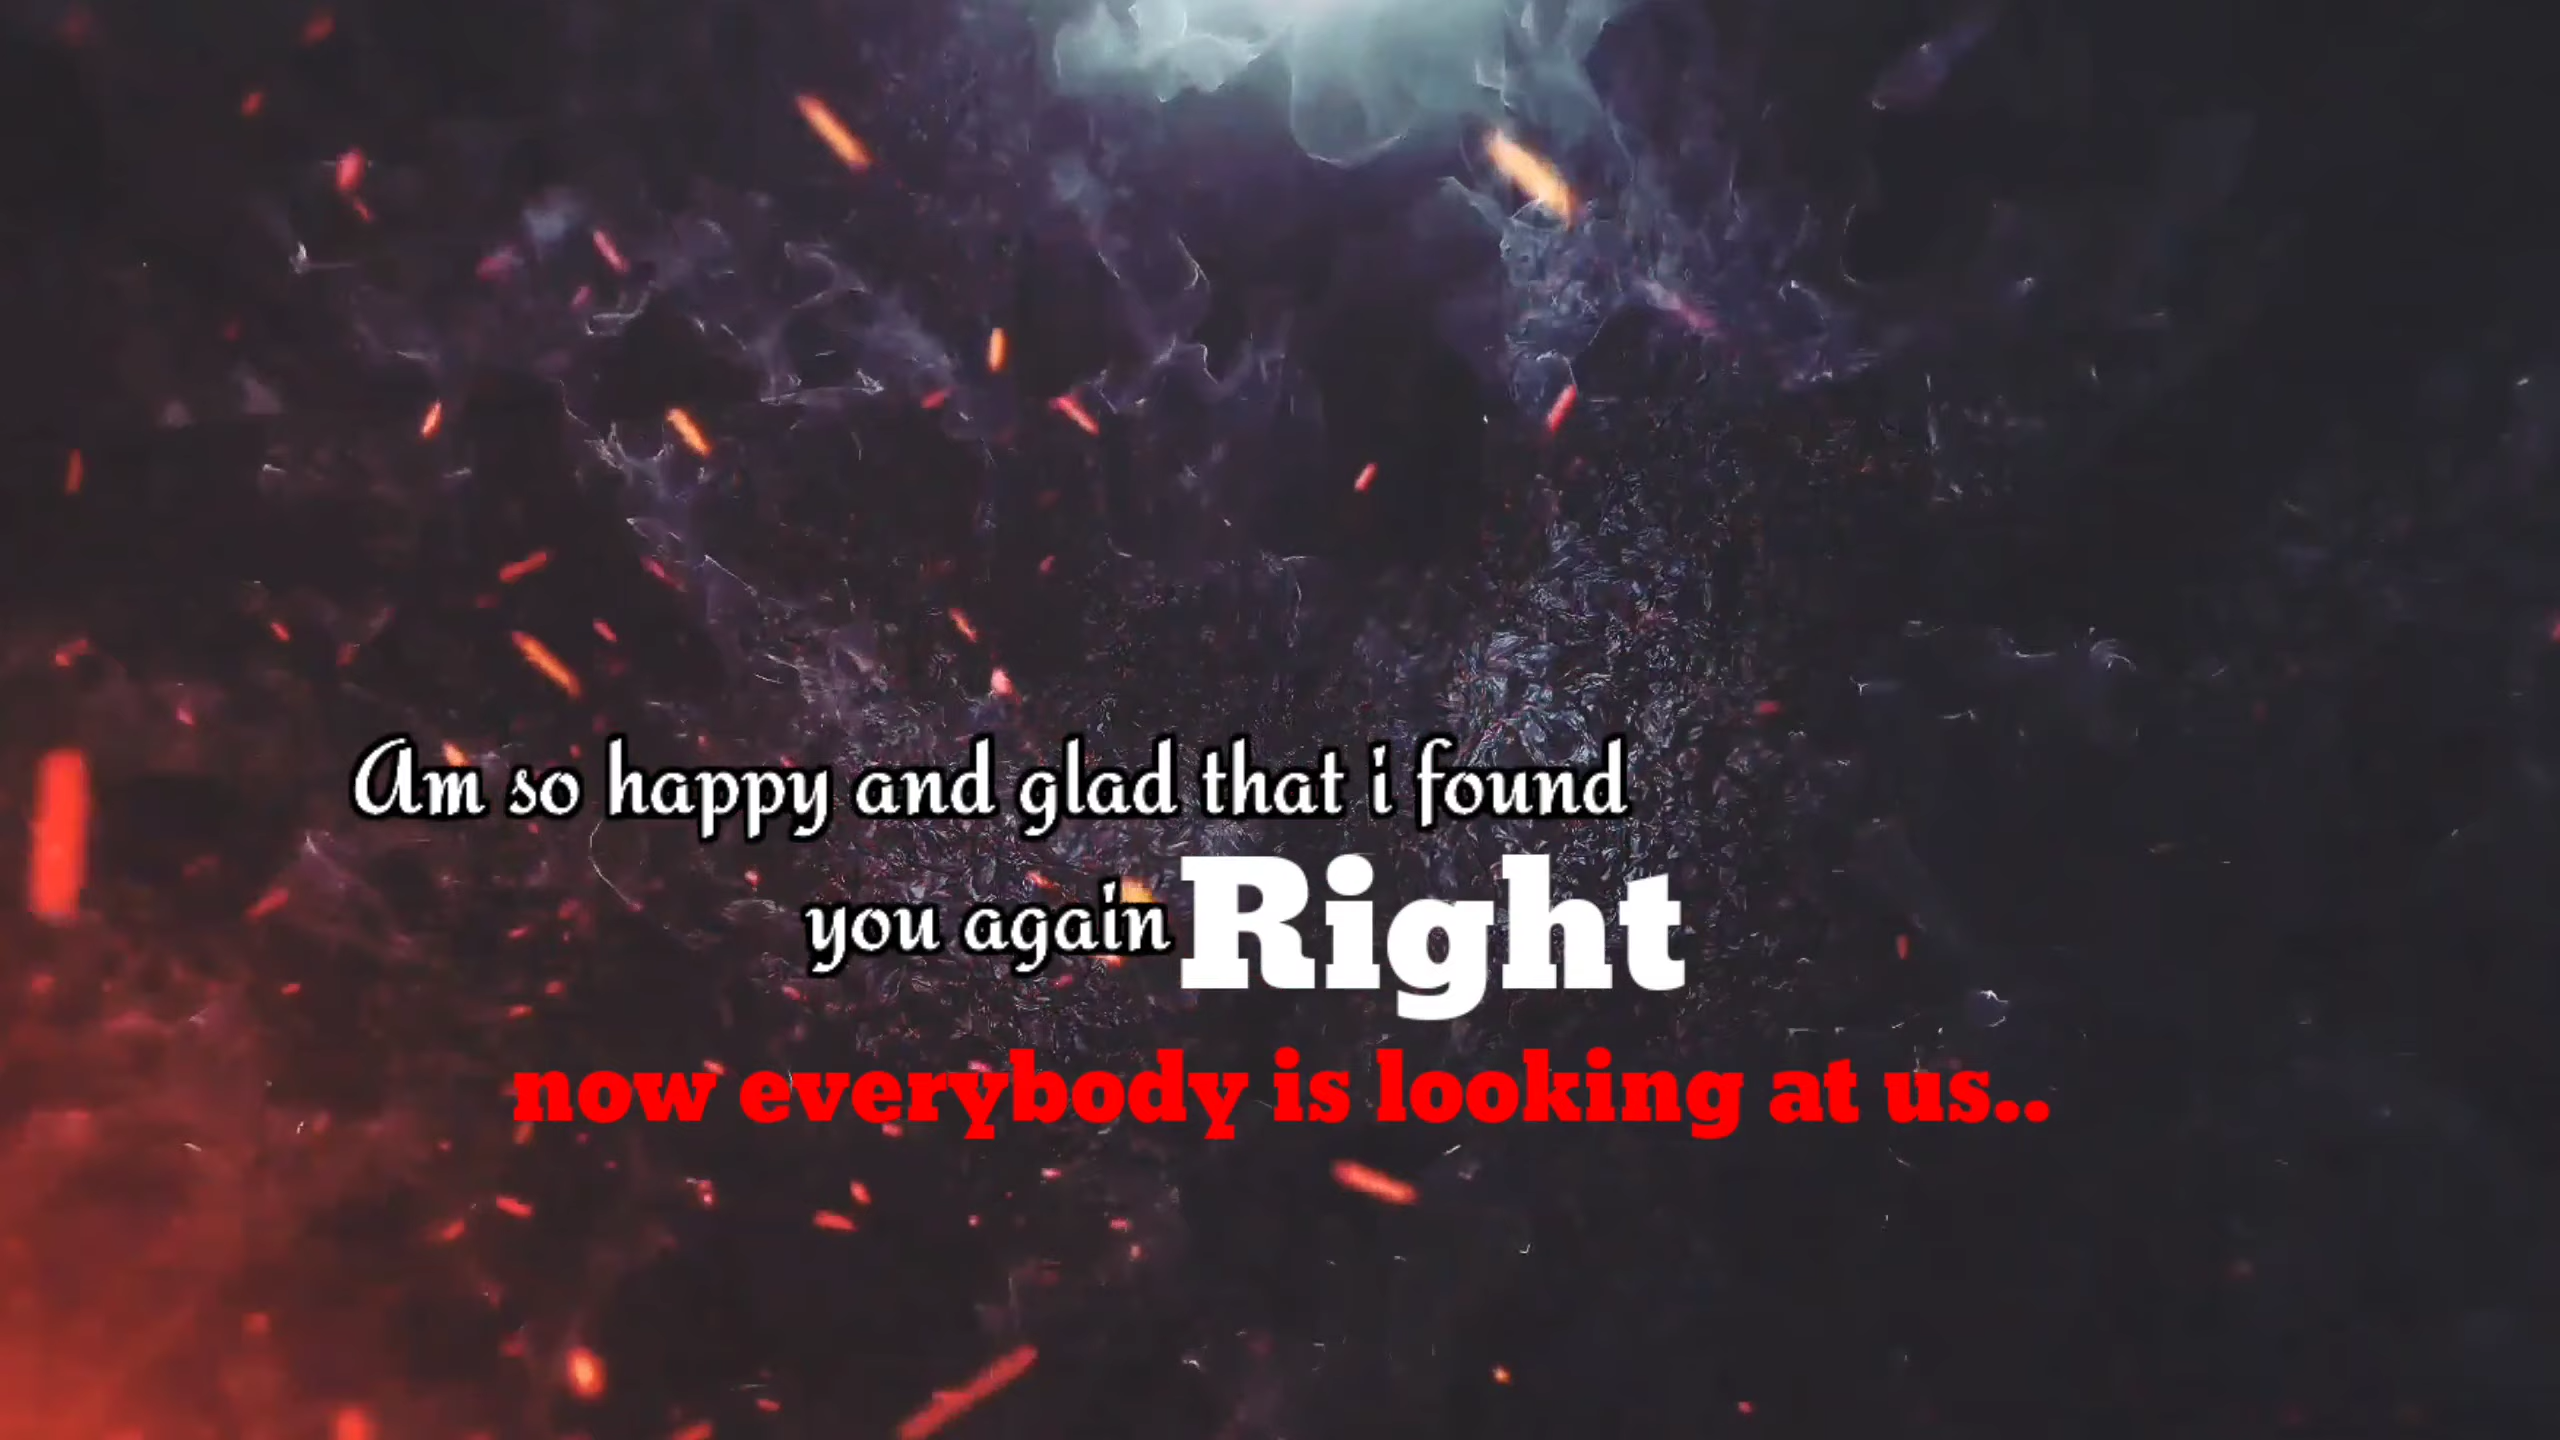 Am so happy and glad that i found
you again Right
now everybody is looking at us..